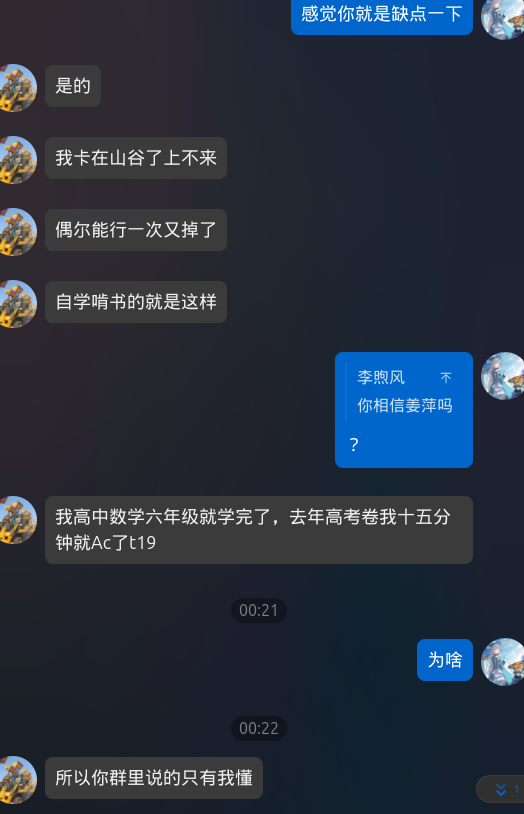 感觉你就是缺点一下
是的
我卡在山谷了上不来
偶尔能行一次又掉了
自学啃书的就是这样
李煦风
你相信姜萍吗
？
我高中数学六年级就学完了，去年高考卷我十五分
钟就Ac了t19
00:21
为啥
00:22
所以你群里说的只有我懂
1